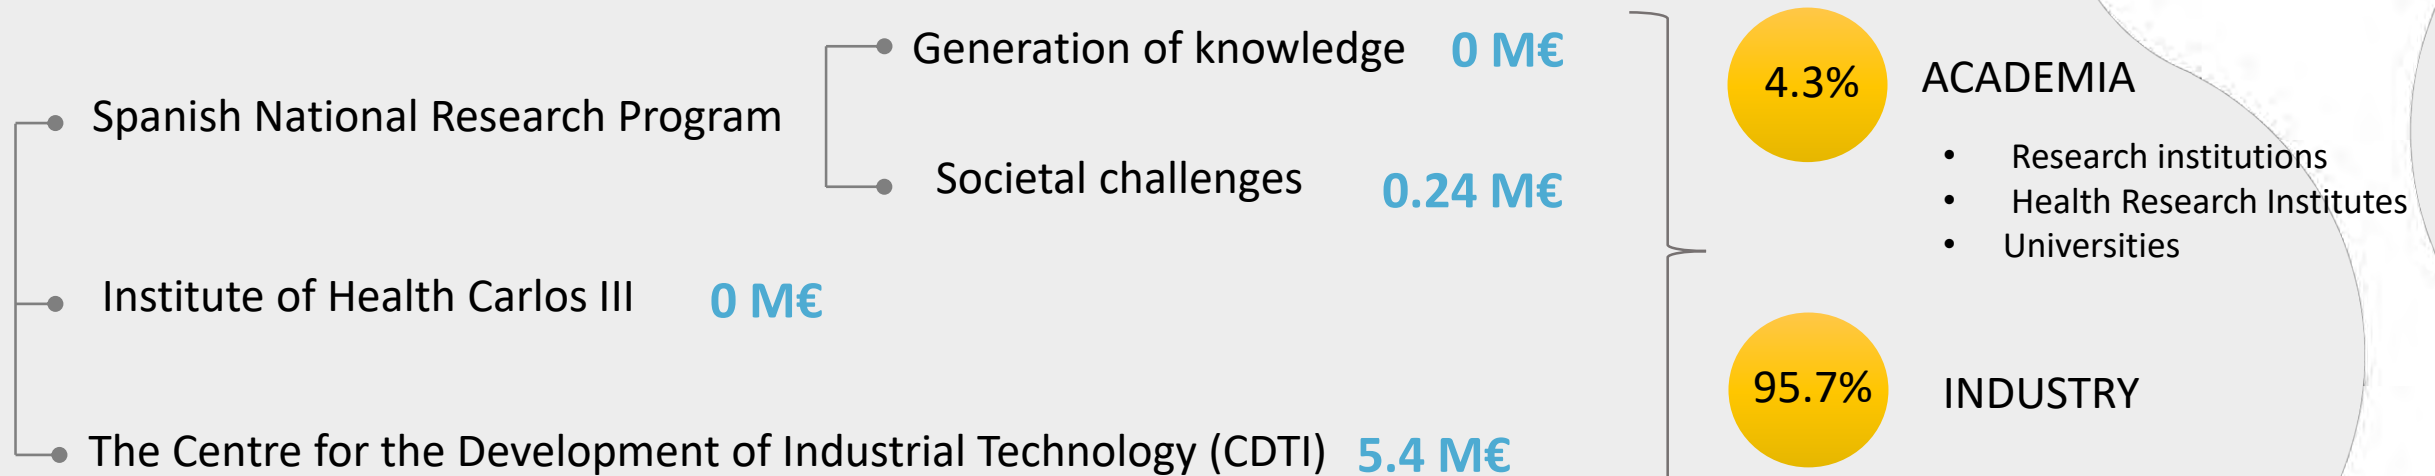 Generation of knowledge 0 M€
Spanish National Research Program
Societal challenges 0.24 M€
Institute of Health Carlos III 0 M€
The Centre for the Development of Industrial Technology (CDTI) 5.4 M€
4.3% ACADEMIA
• Research institutions
• Health Research Institutes
• Universities
95.7% INDUSTRY